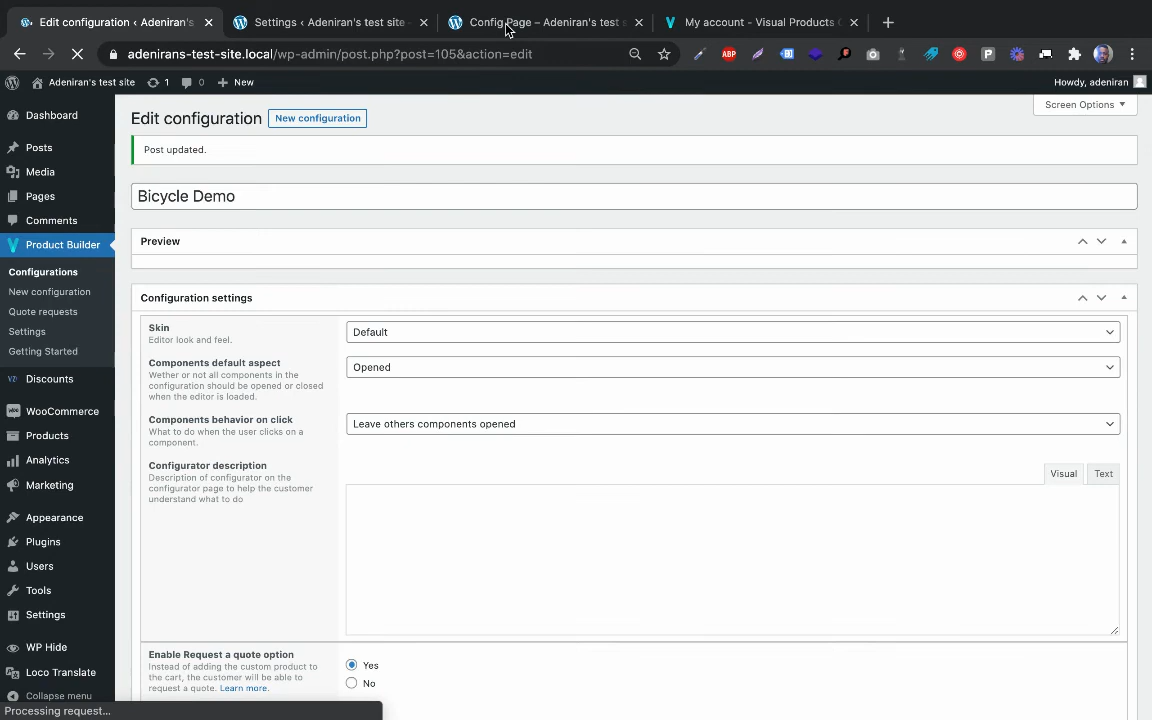 Edit configuration ‹ Adeniran's
Settings ‹ Adeniran's test site
Config Page – Adeniran's test s
My account - Visual Products C
adenirans-test-site.local/wp-admin/post.php?post=105&action=edit
Adeniran's test site
1
0
New
Howdy, adeniran
Dashboard
Posts
Media
Pages
Comments
Product Builder
Configurations
New configuration
Quote requests
Settings
Getting Started
Discounts
WooCommerce
Products
Analytics
Marketing
Appearance
Plugins
Users
Tools
Settings
WP Hide
Loco Translate
Collapse menu
Processing request...
Screen Options
Edit configuration
New configuration
Post updated.
Bicycle Demo
Preview
Configuration settings
Skin
Editor look and feel.
Default
Components default aspect
Wether or not all components in the
configuration should be opened or closed
when the editor is loaded.
Opened
Components behavior on click
What to do when the user clicks on a
component.
Leave others components opened
Configurator description
Description of configurator on the
configurator page to help the customer
understand what to do
Visual
Text
Enable Request a quote option
Instead of adding the custom product to
the cart, the customer will be able to
request a quote. Learn more.
Yes
No